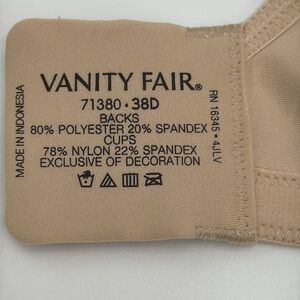 VANITY FAIR®
71380 • 38D
BACKS
80% POLYESTER 20% SPANDEX
CUPS
78% NYLON 22% SPANDEX
EXCLUSIVE OF DECORATION
MADE IN INDONESIA
RN 16345 • 4JLV